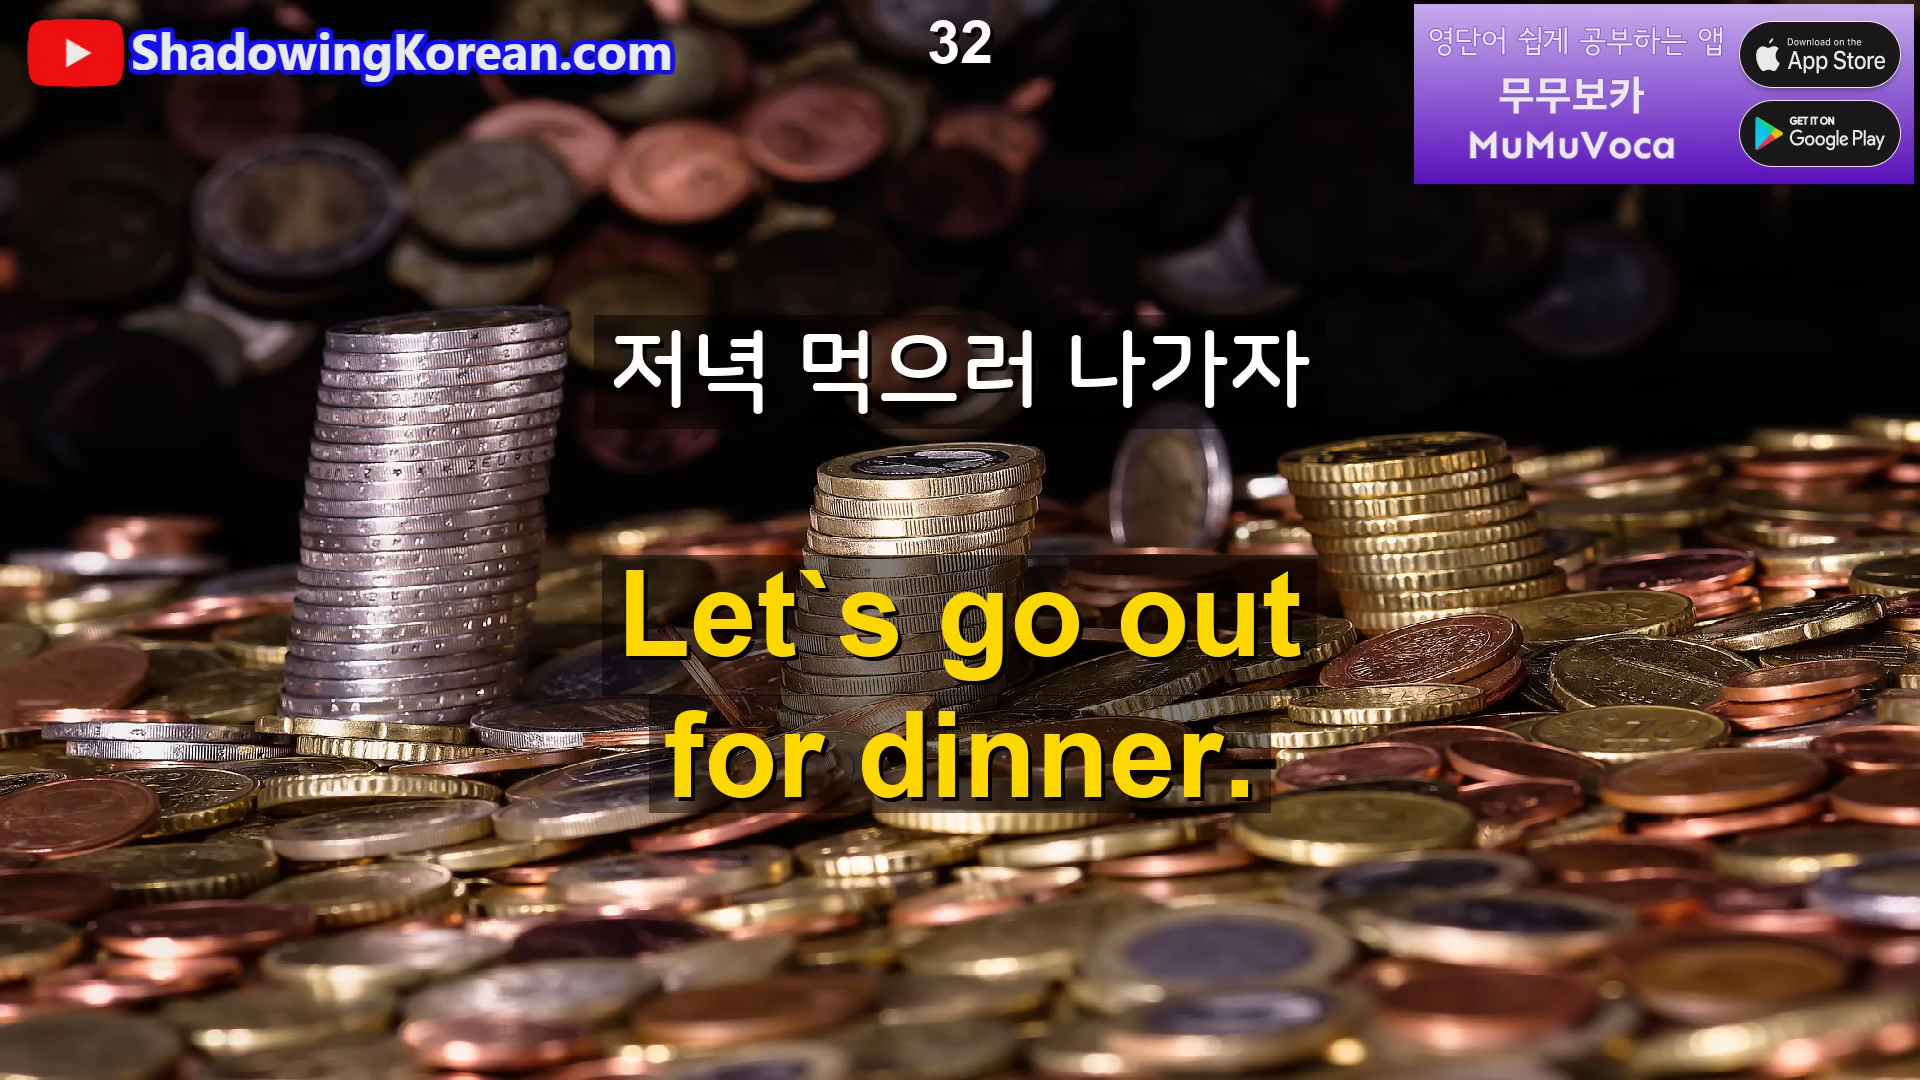 ShadowingKorean.com
32
영단어 쉽게 공부하는 앱
무무보카
MuMuVoca
Download on the
App Store
GET IT ON
Google Play
저녁 먹으러 나가자
Let`s go out
for dinner.